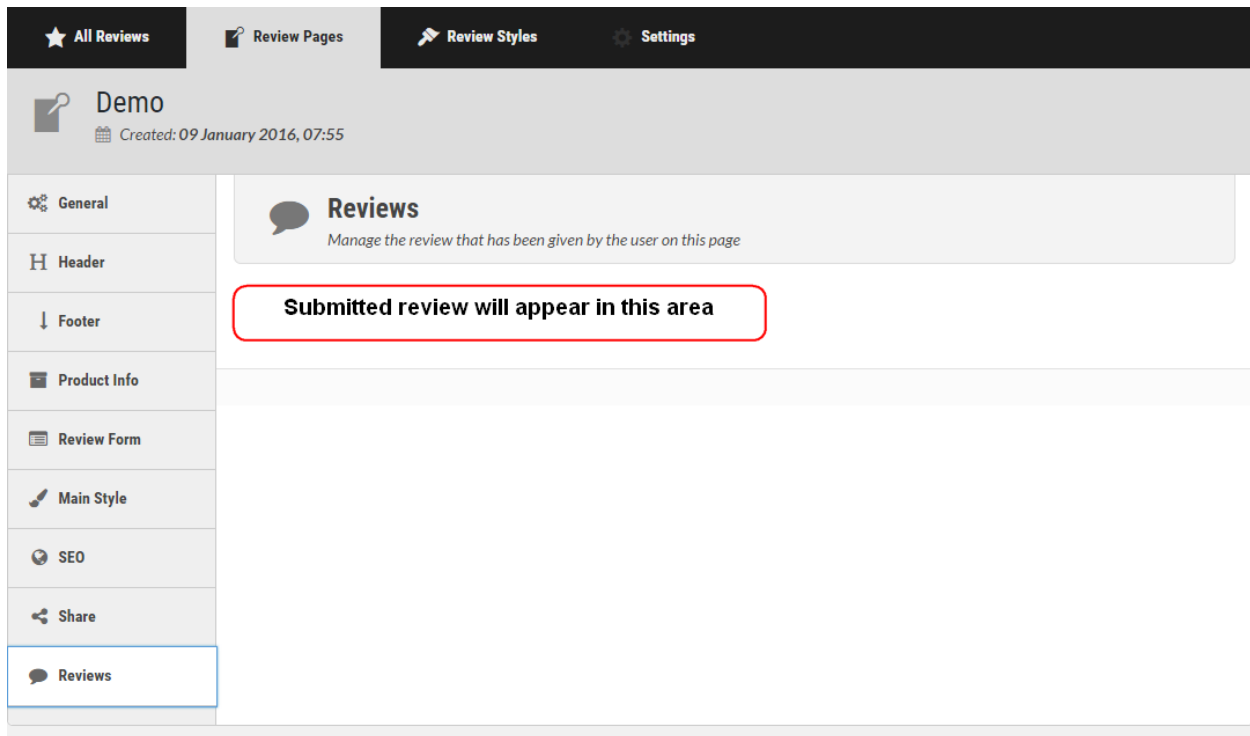 All Reviews
Review Pages
Review Styles
Settings
Demo
Created: 09 January 2016, 07:55
General
Header
Footer
Product Info
Review Form
Main Style
SEO
Share
Reviews
Reviews
Manage the review that has been given by the user on this page
Submitted review will appear in this area